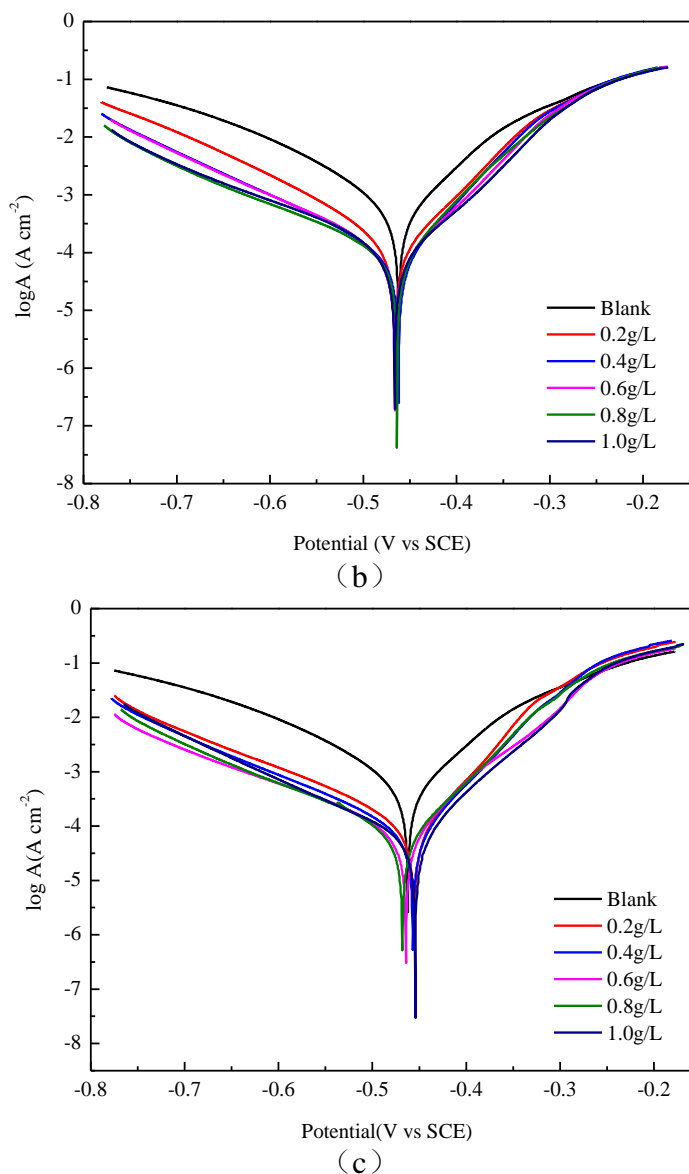 0
-1
-2
-3
-4
-5
-6
-7
-8
logA (A cm-2)
Blank
0.2g/L
0.4g/L
0.6g/L
0.8g/L
1.0g/L
-0.8 -0.7 -0.6 -0.5 -0.4 -0.3 -0.2
Potential (V vs SCE)
（b）
0
-1
-2
-3
-4
-5
-6
-7
-8
log A(A cm-2)
Blank
0.2g/L
0.4g/L
0.6g/L
0.8g/L
1.0g/L
-0.8 -0.7 -0.6 -0.5 -0.4 -0.3 -0.2
Potential(V vs SCE)
（c）